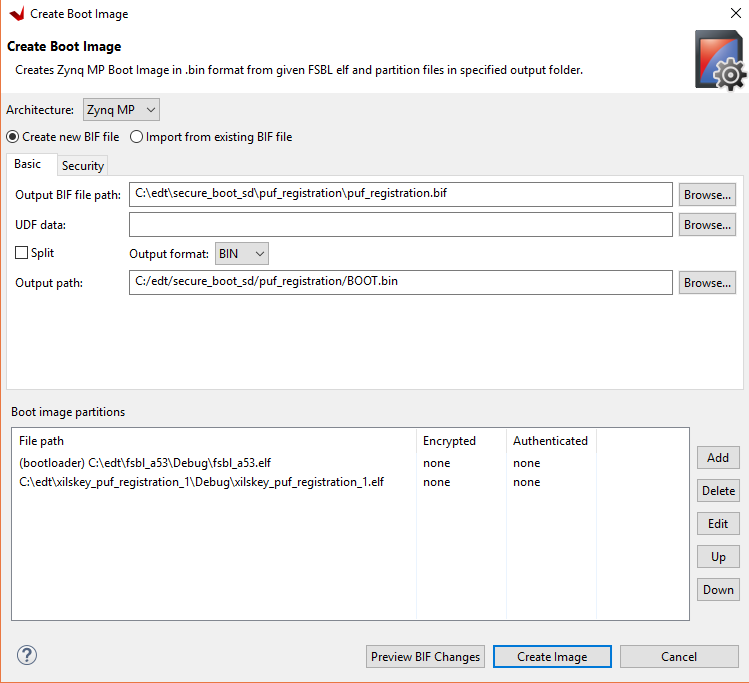 Create Boot Image
Create Boot Image
Creates Zynq MP Boot Image in .bin format from given FSBL elf and partition files in specified output folder.
Architecture: Zynq MP
Create new BIF file Import from existing BIF file
Basic Security
Output BIF file path: C:\edt\secure_boot_sd\puf_registration\puf_registration.bif Browse...
UDF data: Browse...
Split Output format: BIN
Output path: C:/edt/secure_boot_sd/puf_registration/BOOT.bin Browse...
Boot image partitions
File path Encrypted Authenticated
(bootloader) C:\edt\fsbl_a53\Debug\fsbl_a53.elf none none
C:\edt\xilskey_puf_registration_1\Debug\xilskey_puf_registration_1.elf none none
Add
Delete
Edit
Up
Down
? Preview BIF Changes Create Image Cancel